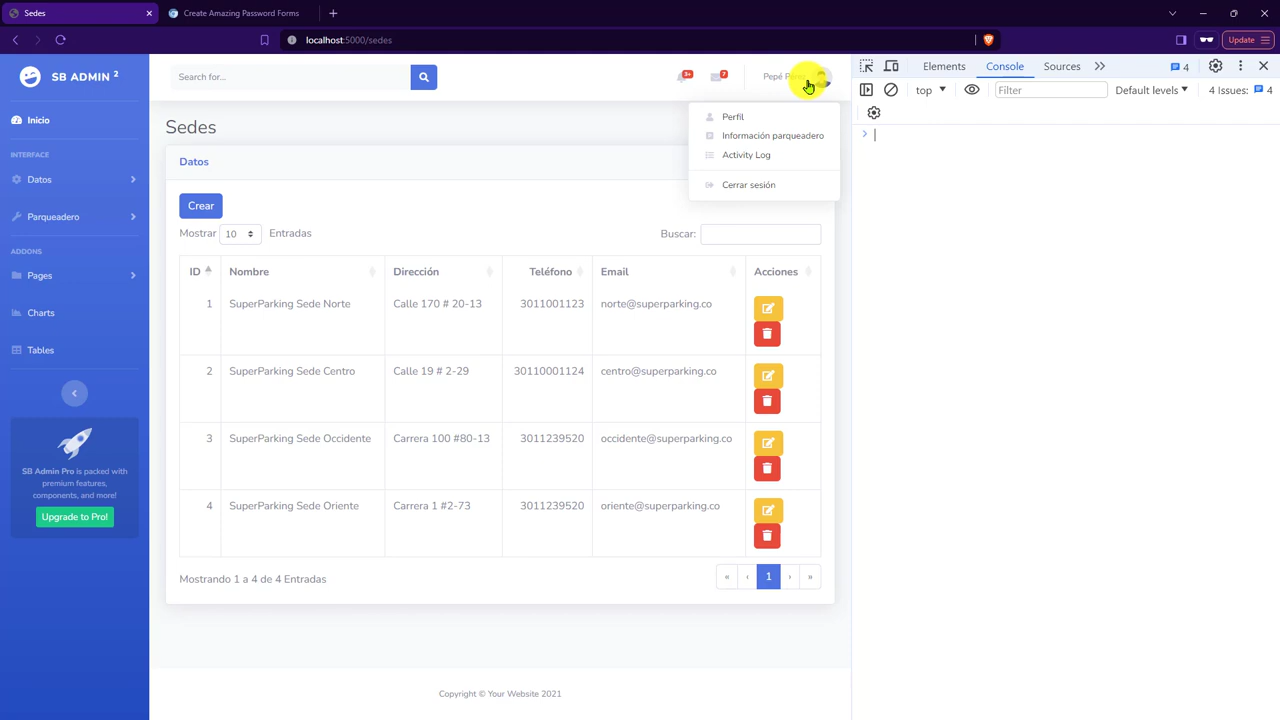 Sedes
Create Amazing Password Forms
localhost:5000/sedes
Update
SB ADMIN 2
Search for...
3+
7
Elements
Console
Sources
4
top
Filter
Default levels
4 Issues:
4
Inicio
INTERFACE
Datos
Parqueadero
ADDONS
Pages
Charts
Tables
SB Admin Pro is packed with
premium features,
components, and more!
Upgrade to Pro!
Perfil
Información parqueadero
Activity Log
Cerrar sesión
Sedes
Datos
Crear
Mostrar 10 Entradas
Buscar:
ID Nombre Dirección Teléfono Email Acciones
1 SuperParking Sede Norte Calle 170 # 20-13 3011001123 norte@superparking.co
2 SuperParking Sede Centro Calle 19 # 2-29 30110001124 centro@superparking.co
3 SuperParking Sede Occidente Carrera 100 #80-13 3011239520 occidente@superparking.co
4 SuperParking Sede Oriente Carrera 1 #2-73 3011239520 oriente@superparking.co
Mostrando 1 a 4 de 4 Entradas
« ‹ 1 › »
Copyright © Your Website 2021